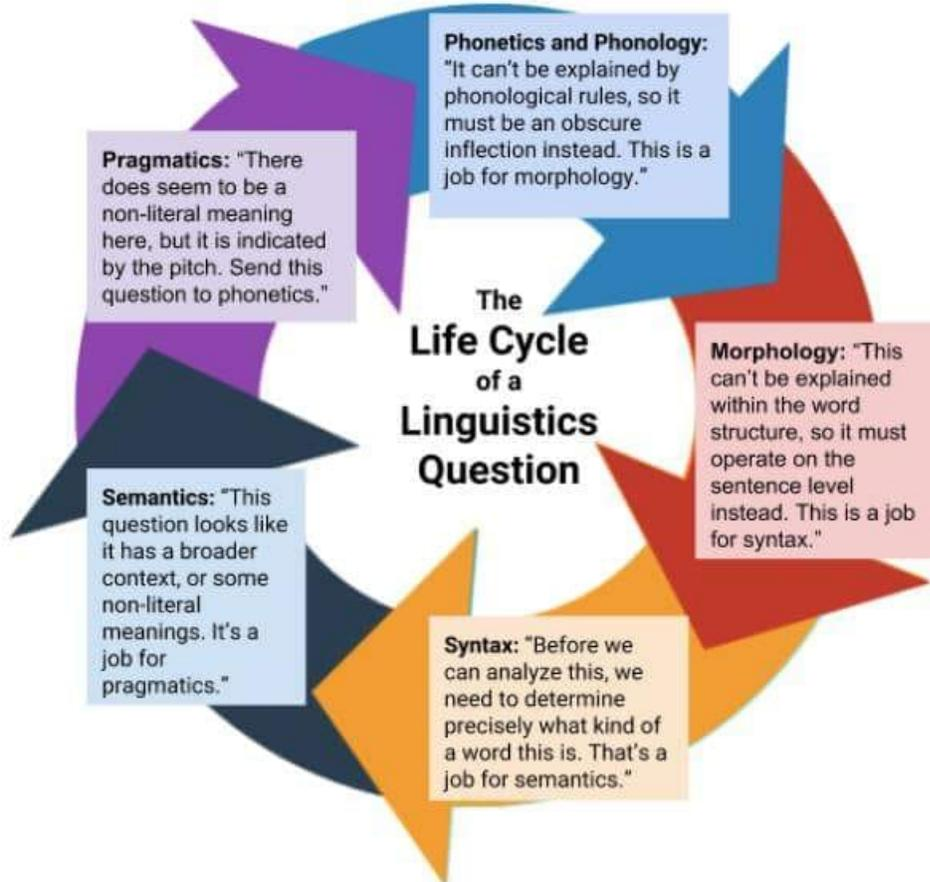 Phonetics and Phonology:
"It can't be explained by
phonological rules, so it
must be an obscure
inflection instead. This is a
job for morphology."
Morphology: "This
can't be explained
within the word
structure, so it must
operate on the
sentence level
instead. This is a job
for syntax."
Syntax: "Before we
can analyze this, we
need to determine
precisely what kind of
a word this is. That's a
job for semantics."
Semantics: "This
question looks like
it has a broader
context, or some
non-literal
meanings. It's a
job for
pragmatics."
Pragmatics: "There
does seem to be a
non-literal meaning
here, but it is indicated
by the pitch. Send this
question to phonetics."
The
Life Cycle
of a
Linguistics
Question